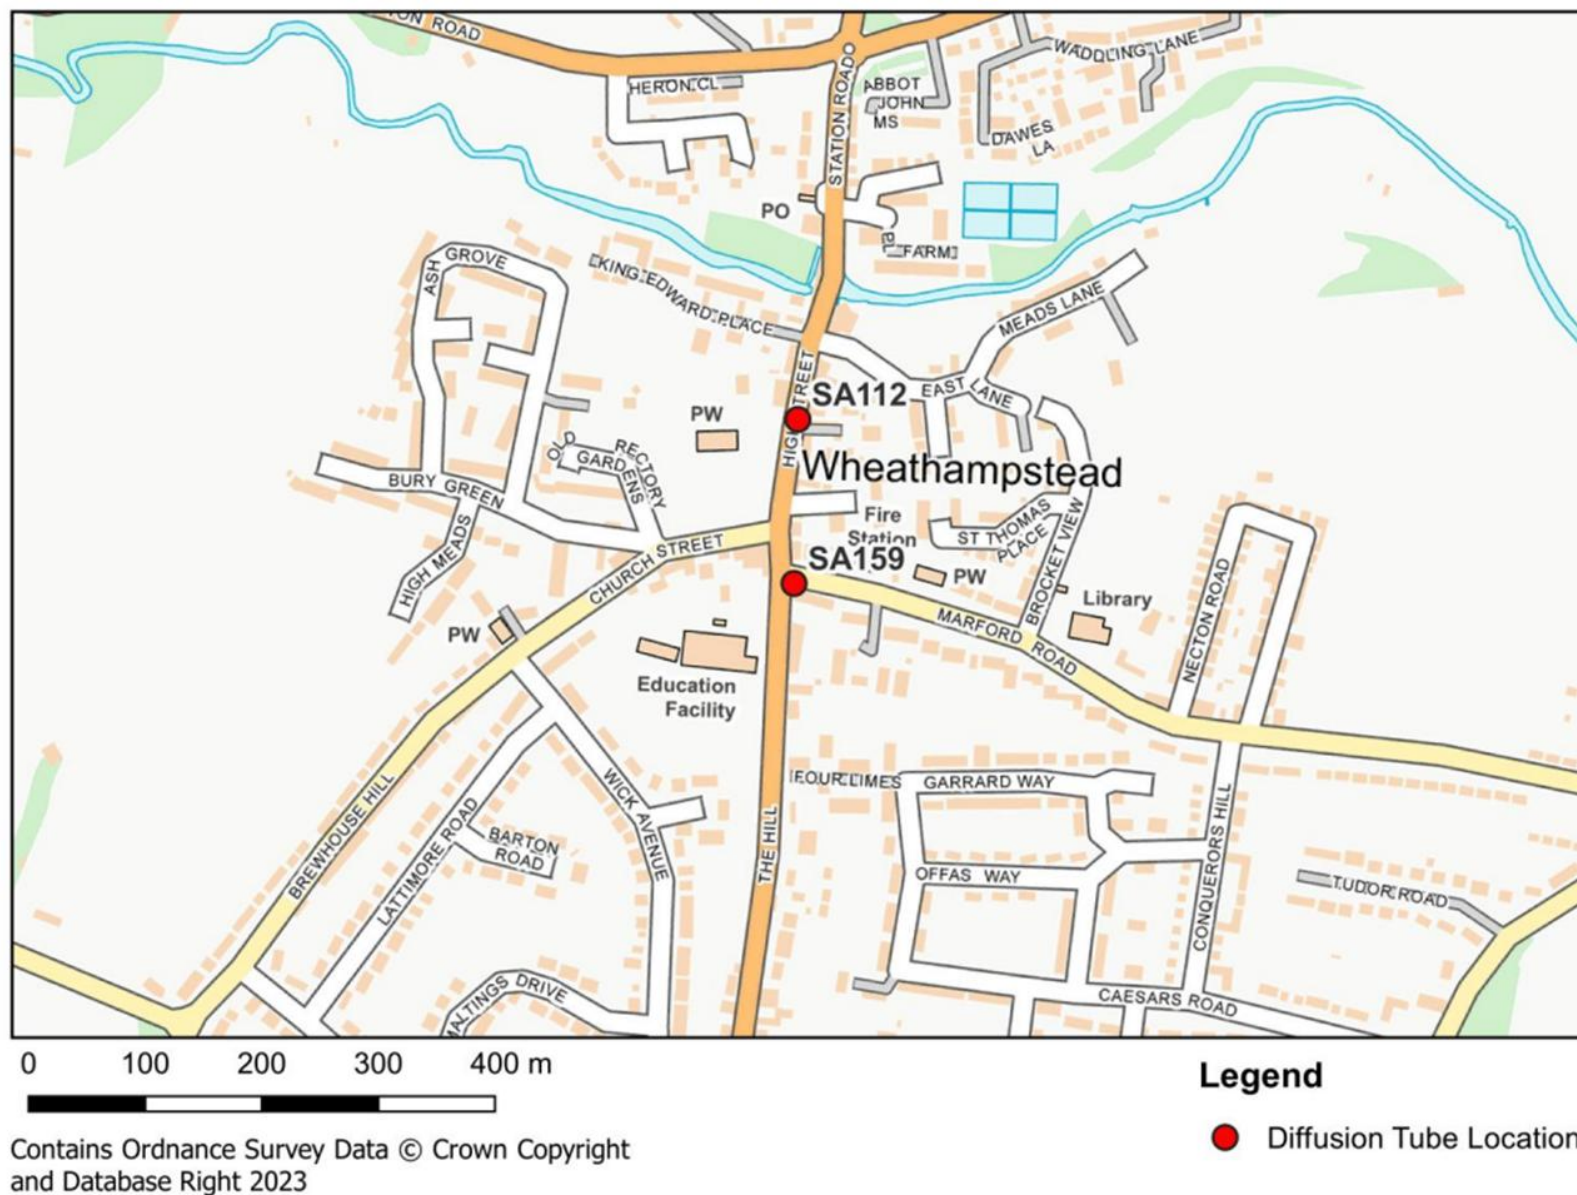 ON ROAD
WADDLING LANE
HERON CL
STATION ROAD
ABBOT
JOHN
MS
DAWES
LA
PO
PL
FARM
ASH
GROVE
KING EDWARD PLACE
MEADS LANE
HIGH STREET
SA112
EAST LANE
PW
OLD
RECTORY
GARDENS
Wheathampstead
BURY GREEN
HIGH MEADS
Fire
Station
ST THOMAS
PLACE
BROCKET VIEW
CHURCH STREET
SA159
PW
Library
NECTON ROAD
MARFORD ROAD
PW
Education
Facility
FOUR LIMES
GARRARD WAY
WICK AVENUE
BREWHOUSE HILL
LATTIMORE ROAD
BARTON
ROAD
THE HILL
OFFAS WAY
CONQUERORS HILL
TUDOR ROAD
MALTINGS DRIVE
CAESARS ROAD
0 100 200 300 400 m
Legend
Diffusion Tube Location
Contains Ordnance Survey Data © Crown Copyright
and Database Right 2023